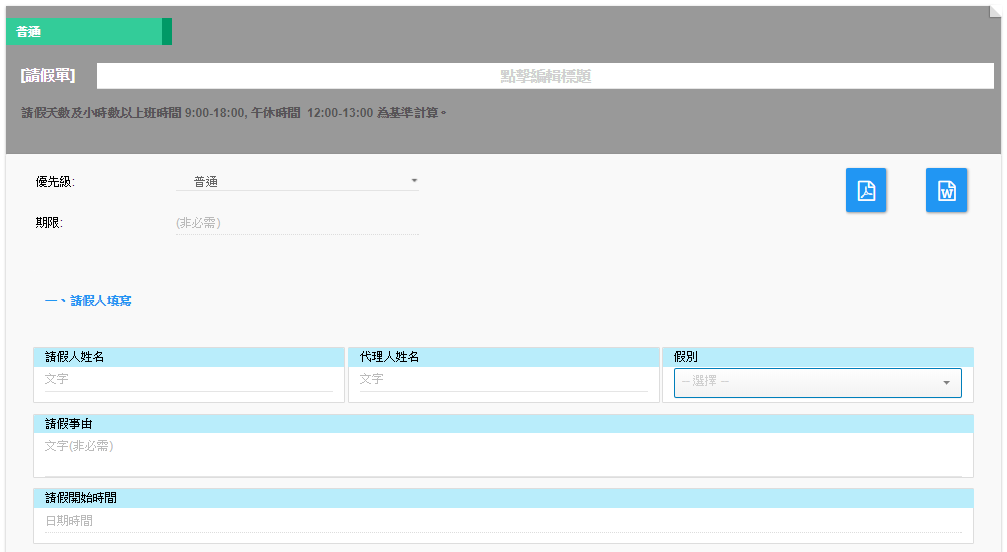 普通
[請假單] 點擊編輯標題
請假天數及小時數以上班時間 9:00-18:00, 午休時間 12:00-13:00 為基準計算。
優先級: 普通
期限: (非必需)
一、請假人填寫
請假人姓名 代理人姓名 假別
文字 文字 -- 選擇 --
請假事由
文字(非必需)
請假開始時間
日期時間